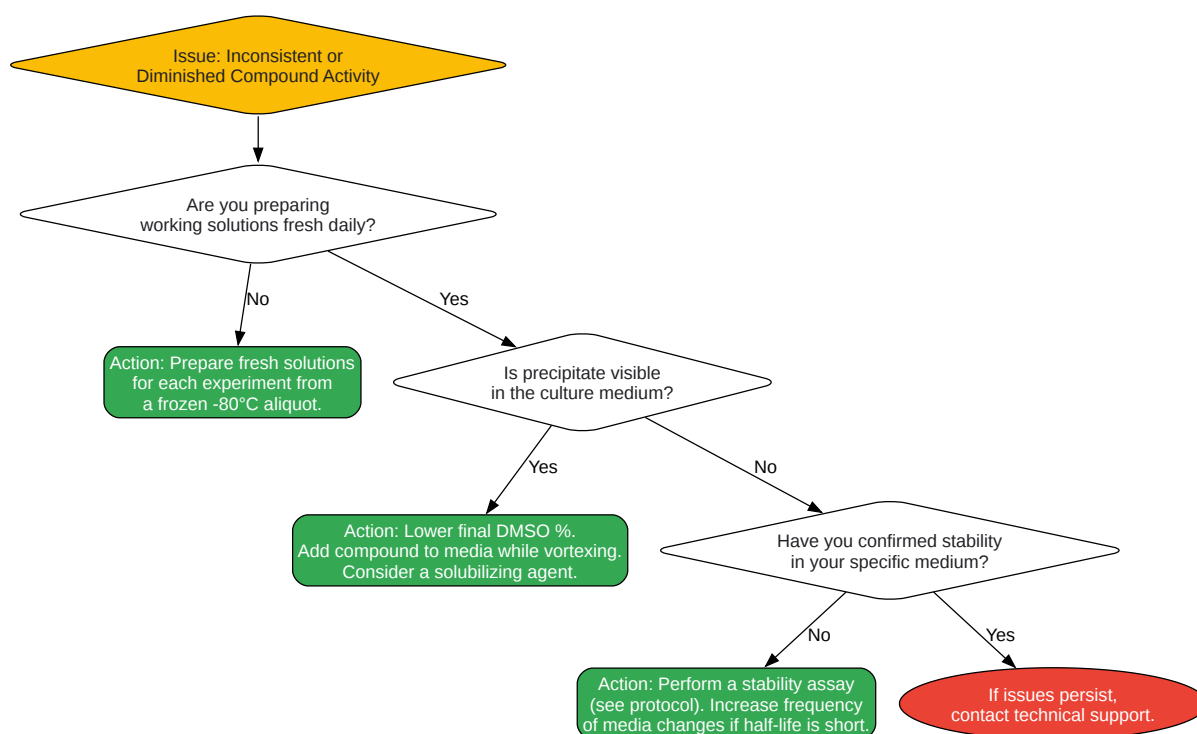 Issue: Inconsistent or
Diminished Compound Activity
Are you preparing
working solutions fresh daily?
No
Yes
Action: Prepare fresh solutions
for each experiment from
a frozen -80°C aliquot.
Is precipitate visible
in the culture medium?
Yes
No
Action: Lower final DMSO %.
Add compound to media while vortexing.
Consider a solubilizing agent.
Have you confirmed stability
in your specific medium?
No
Yes
Action: Perform a stability assay
(see protocol). Increase frequency
of media changes if half-life is short.
If issues persist,
contact technical support.